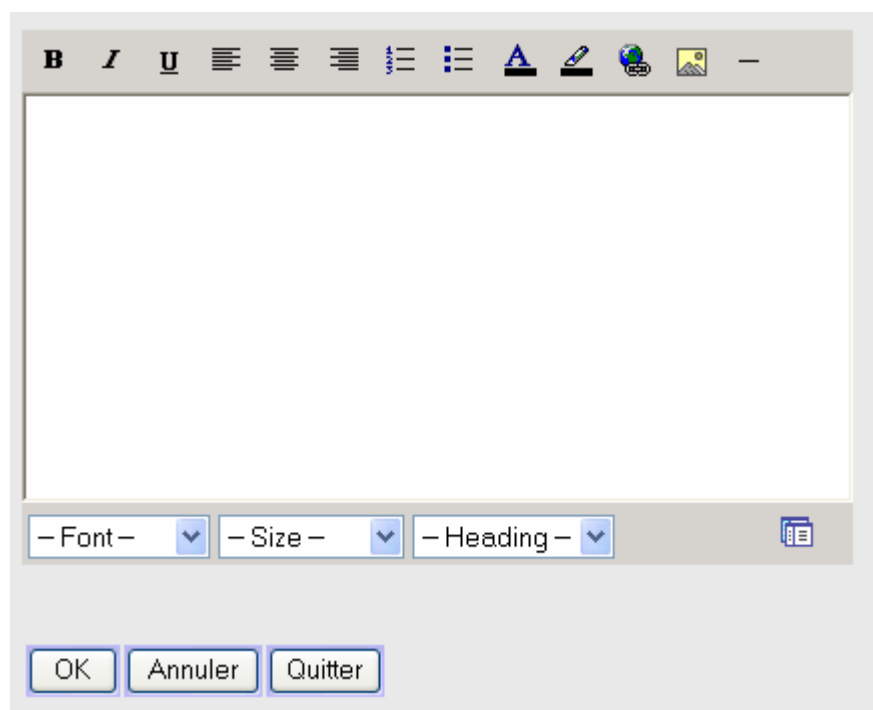 B I U A
– Font – – Size – – Heading –
OK Annuler Quitter